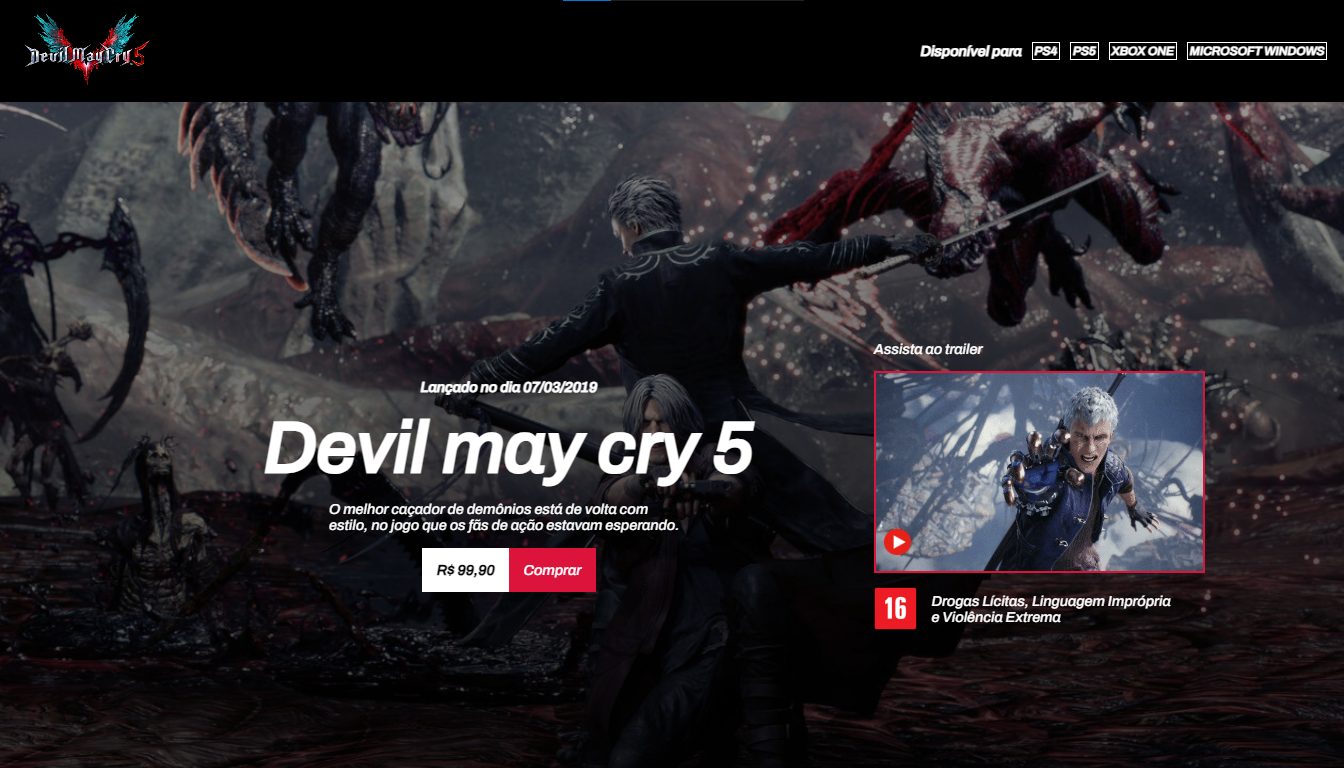 Devil May Cry 5
Disponível para PS4 PS5 XBOX ONE MICROSOFT WINDOWS
Lançado no dia 07/03/2019
Devil may cry 5
O melhor caçador de demônios está de volta com
estilo, no jogo que os fãs de ação estavam esperando.
R$ 99,90 Comprar
Assista ao trailer
16 Drogas Lícitas, Linguagem Imprópria
e Violência Extrema